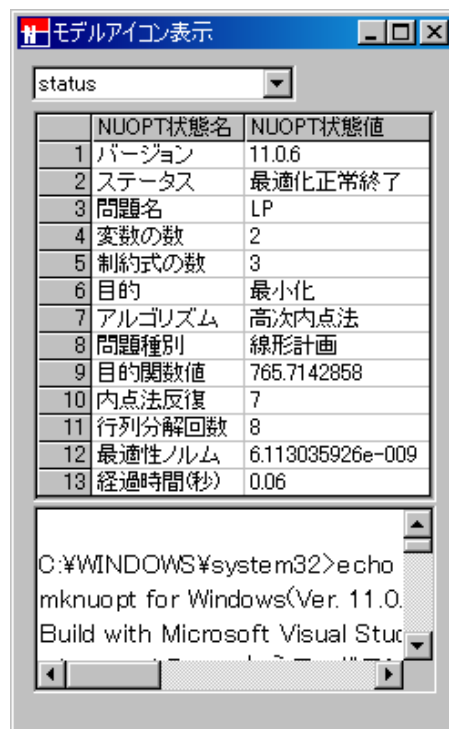 モデルアイコン表示
status
NUOPT状態名 NUOPT状態値
1 バージョン 11.0.6
2 ステータス 最適化正常終了
3 問題名 LP
4 変数の数 2
5 制約式の数 3
6 目的 最小化
7 アルゴリズム 高次内点法
8 問題種別 線形計画
9 目的関数値 765.7142858
10 内点法反復 7
11 行列分解回数 8
12 最適性ノルム 6.113035926e-009
13 経過時間(秒) 0.06
C:¥WINDOWS¥system32>echo
mknuopt for Windows(Ver. 11.0.
Build with Microsoft Visual Stud